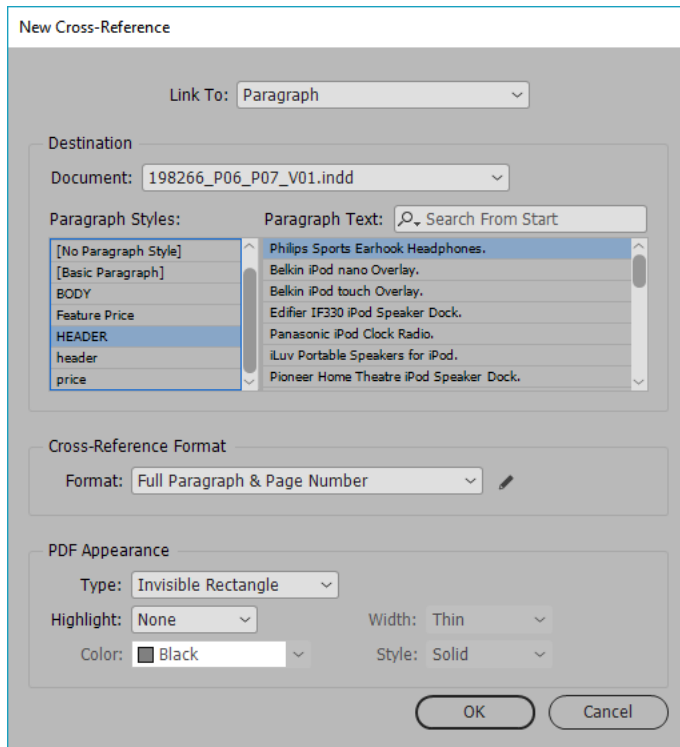 New Cross-Reference
Link To: Paragraph
Destination
Document: 198266_P06_P07_V01.indd
Paragraph Styles: Paragraph Text: Search From Start
[No Paragraph Style]
[Basic Paragraph]
BODY
Feature Price
HEADER
header
price
Philips Sports Earhook Headphones.
Belkin iPod nano Overlay.
Belkin iPod touch Overlay.
Edifier IF330 iPod Speaker Dock.
Panasonic iPod Clock Radio.
iLuv Portable Speakers for iPod.
Pioneer Home Theatre iPod Speaker Dock.
Cross-Reference Format
Format: Full Paragraph & Page Number
PDF Appearance
Type: Invisible Rectangle
Highlight: None Width: Thin
Color: Black Style: Solid
OK Cancel